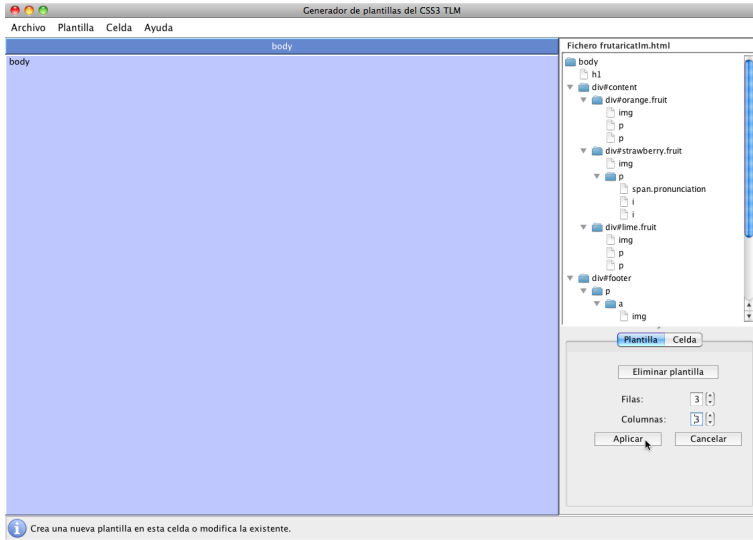 Generador de plantillas del CSS3 TLM
Archivo Plantilla Celda Ayuda
body
body
Fichero frutaricatlm.html
body
h1
div#content
div#orange.fruit
img
p
p
div#strawberry.fruit
img
p
span.pronunciation
i
i
div#lime.fruit
img
p
p
div#footer
p
a
img
Plantilla Celda
Eliminar plantilla
Filas: 3
Columnas: 3
Aplicar Cancelar
Crea una nueva plantilla en esta celda o modifica la existente.